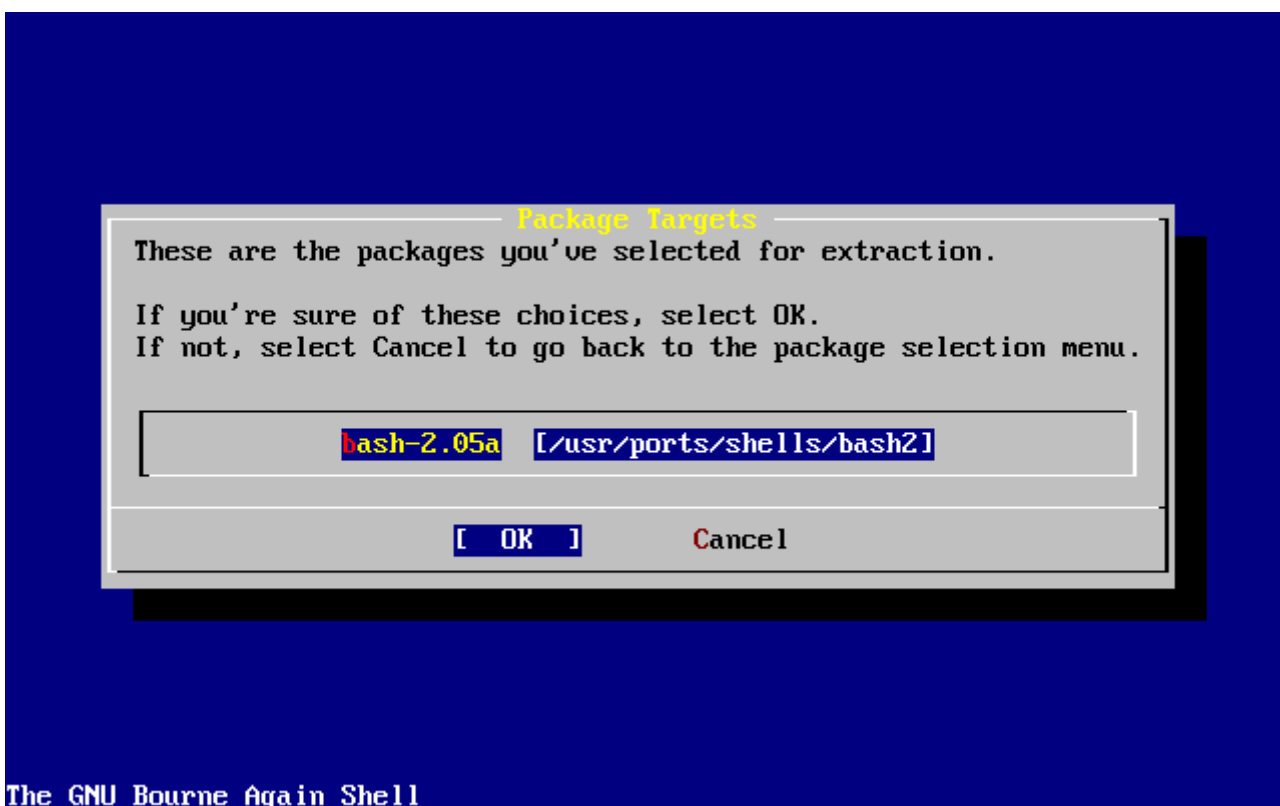 Package Targets
These are the packages you've selected for extraction.
If you're sure of these choices, select OK.
If not, select Cancel to go back to the package selection menu.
bash-2.05a [/usr/ports/shells/bash2]
[ OK ] Cancel
The GNU Bourne Again Shell